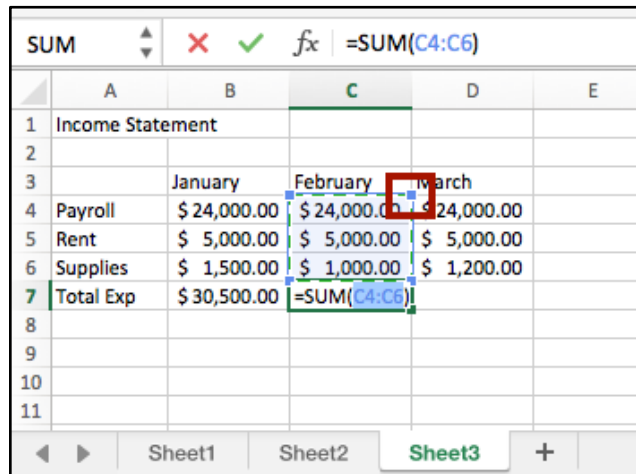 SUM fx =SUM(C4:C6)
A B C D E
1 Income Statement
2
3 January February March
4 Payroll $ 24,000.00 $ 24,000.00 $ 24,000.00
5 Rent $ 5,000.00 $ 5,000.00 $ 5,000.00
6 Supplies $ 1,500.00 $ 1,000.00 $ 1,200.00
7 Total Exp $ 30,500.00 =SUM(C4:C6)
8
9
10
11
Sheet1 Sheet2 Sheet3 +